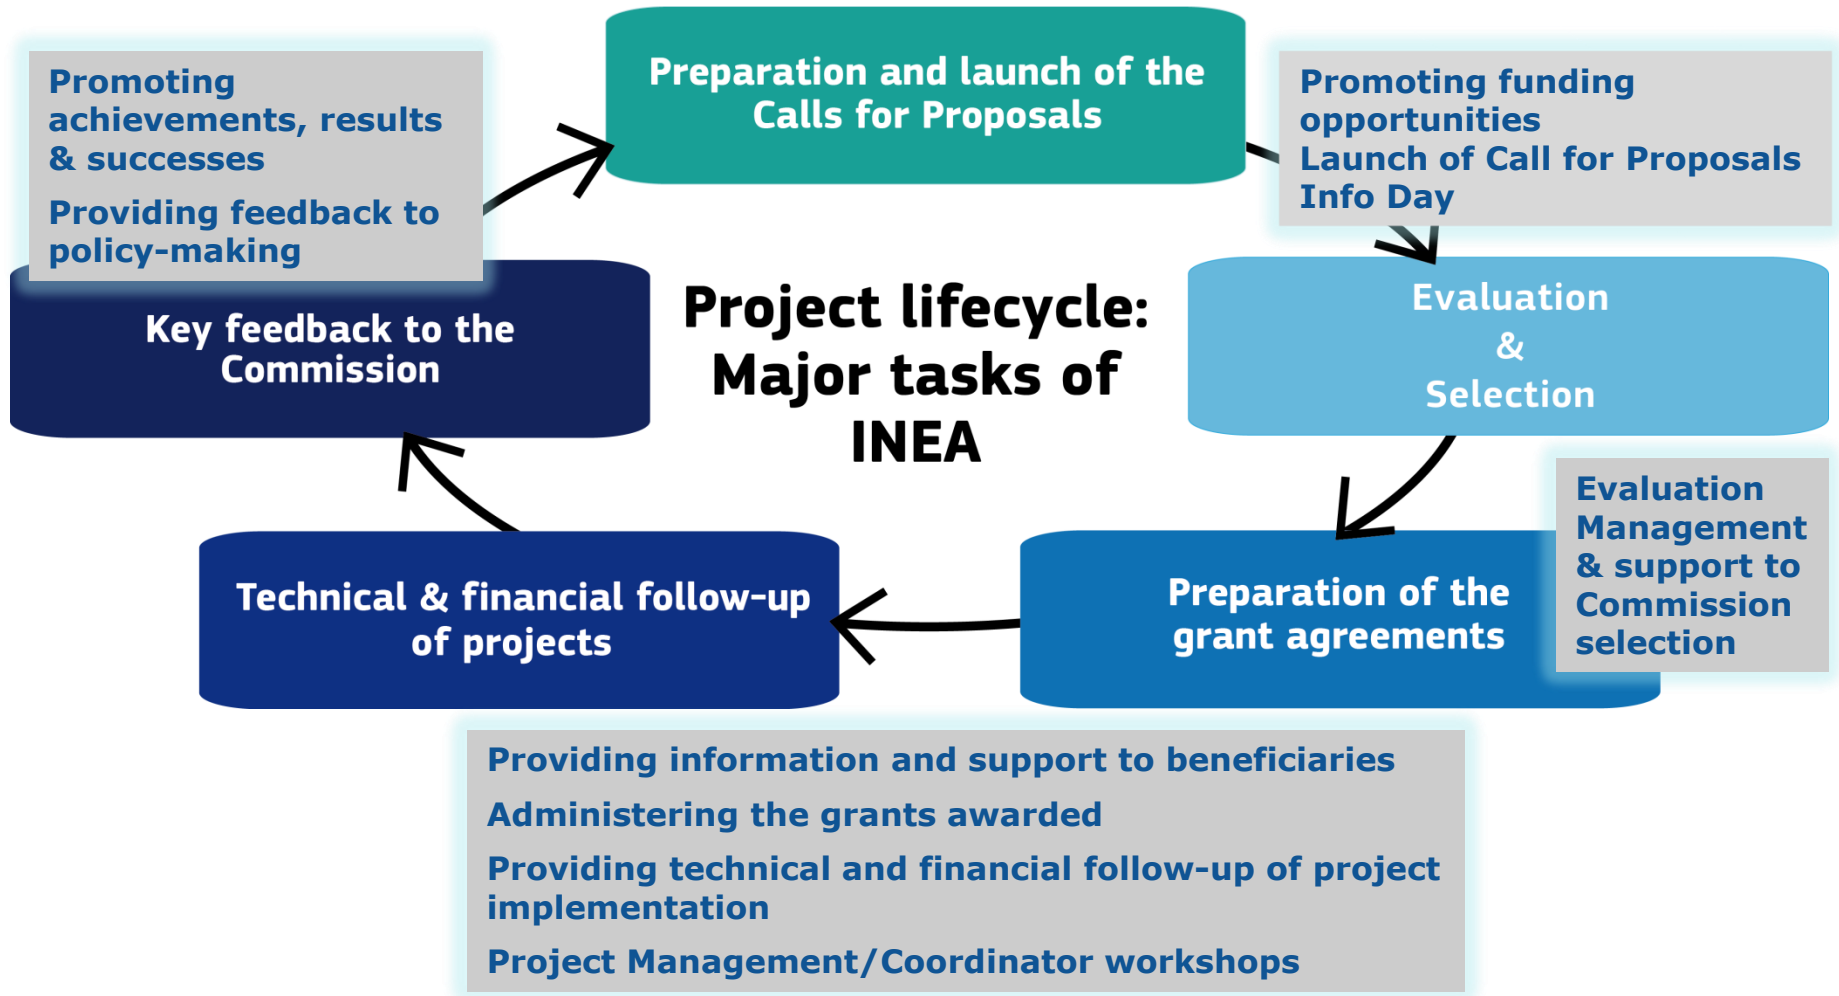 Preparation and launch of the
Calls for Proposals
Promoting
achievements, results
& successes
Providing feedback to
policy-making
Promoting funding
opportunities
Launch of Call for Proposals
Info Day
Key feedback to the
Commission
Project lifecycle:
Major tasks of
INEA
Evaluation
&
Selection
Evaluation
Management
& support to
Commission
selection
Technical & financial follow-up
of projects
Preparation of the
grant agreements
Providing information and support to beneficiaries
Administering the grants awarded
Providing technical and financial follow-up of project
implementation
Project Management/Coordinator workshops